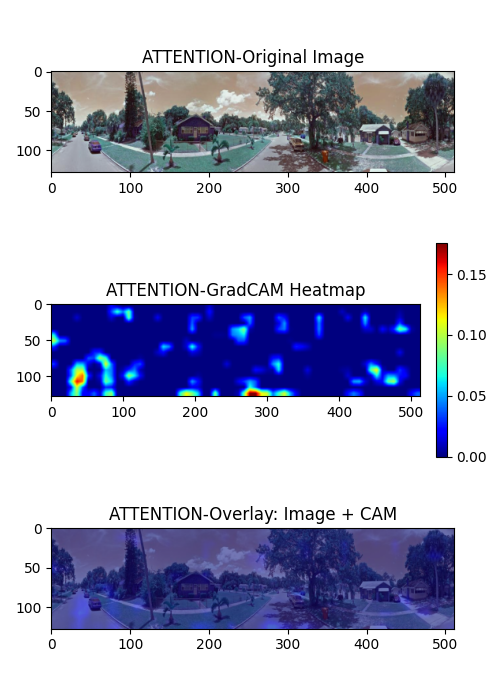 ATTENTION-Original Image
0
50
100
0 100 200 300 400 500
ATTENTION-GradCAM Heatmap
0
50
100
0 100 200 300 400 500
0.15
0.10
0.05
0.00
ATTENTION-Overlay: Image + CAM
0
50
100
0 100 200 300 400 500